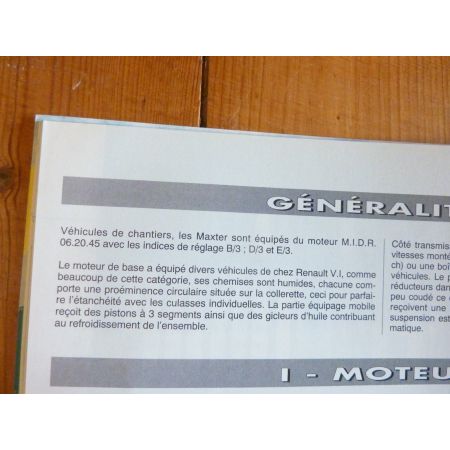 GÉNÉRALIT
Véhicules de chantiers, les Maxter sont équipés du moteur M.I.D.R.
06.20.45 avec les indices de réglage B/3 ; D/3 et E/3.
Le moteur de base a équipé divers véhicules de chez Renault V.I, comme
beaucoup de cette catégorie, ses chemises sont humides, chacune com-
porte une proéminence circulaire située sur la collerette, ceci pour parfai-
re l'étanchéité avec les culasses individuelles. La partie équipage mobile
reçoit des pistons à 3 segments ainsi que des gicleurs d'huile contribuant
au refroidissement de l'ensemble.
Côté transmis
vitesses monté
ch) ou une boît
véhicules. Le p
réducteurs dan
peu coudé ce
reçoivent une
suspension est
matique.
I - MOTEU